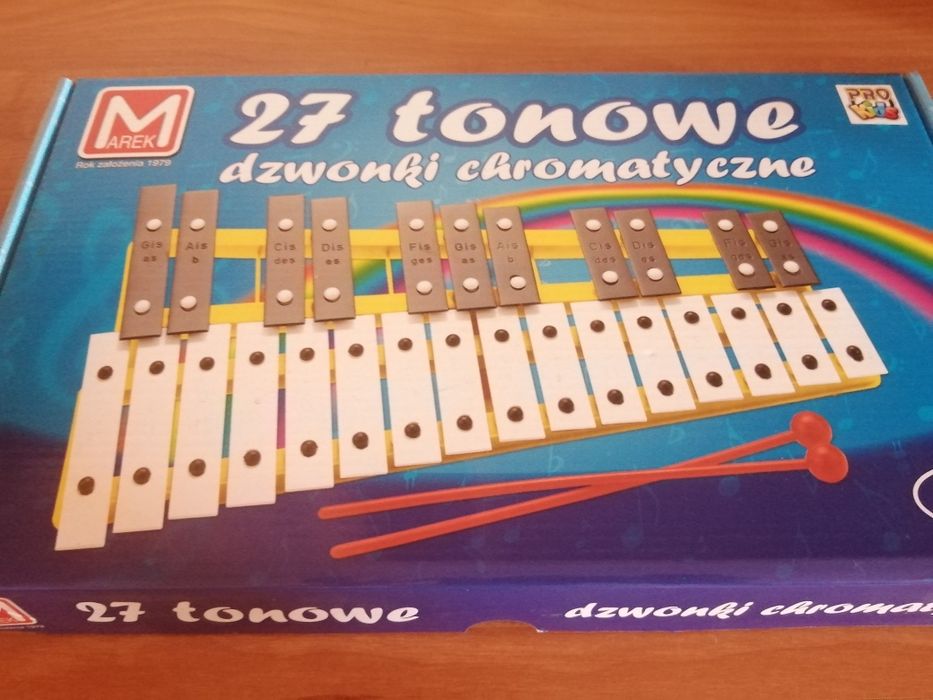 MAREK
Rok założenia 1979
27 tonowe
PRO Kids
dzwonki chromatyczne
Gis as
Ais b
Cis des
Dis es
Fis ges
Gis as
Ais b
Cis des
Dis es
Fis ges
Gis as
27 tonowe
dzwonki chromaty